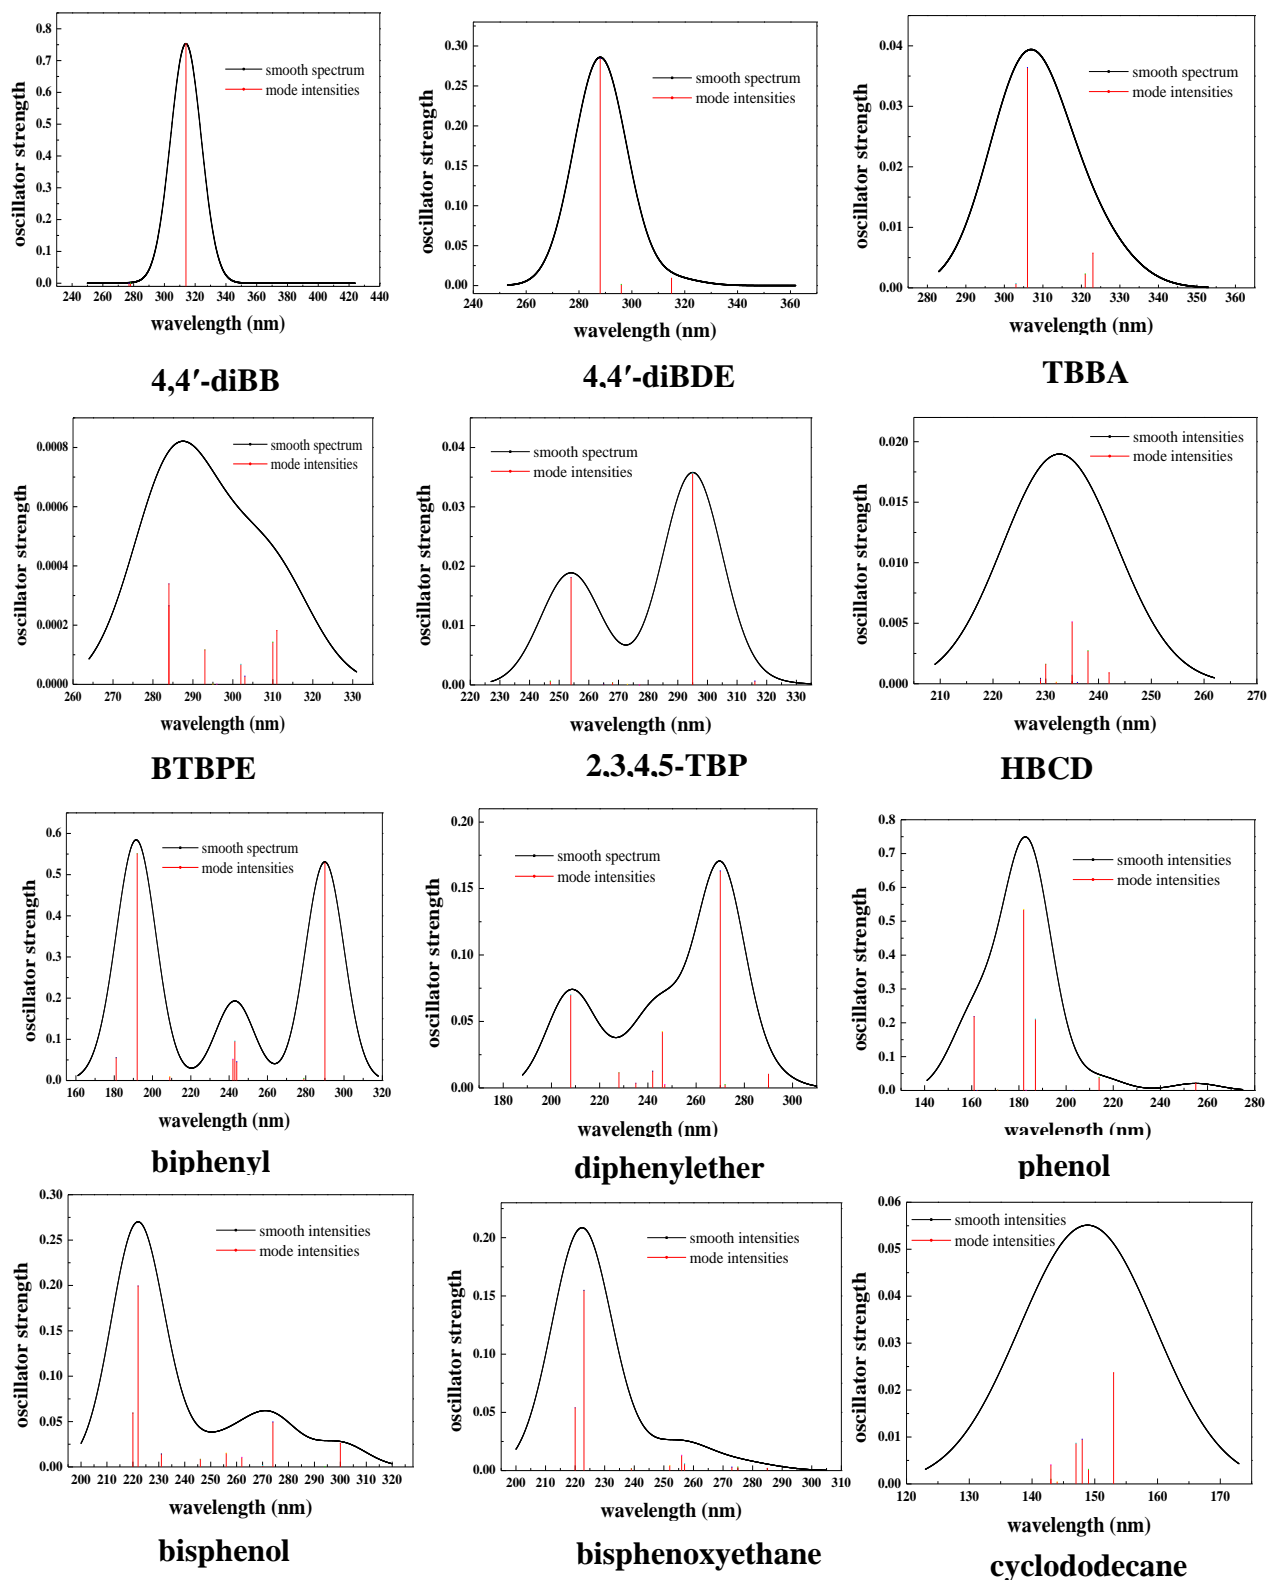 oscillator strength
0.8
0.7
0.6
0.5
0.4
0.3
0.2
0.1
0.0
smooth spectrum
mode intensities
240 260 280 300 320 340 360 380 400 420 440
wavelength (nm)
4,4′-diBB
oscillator strength
0.30
0.25
0.20
0.15
0.10
0.05
0.00
smooth spectrum
mode intensities
240 260 280 300 320 340 360
wavelength (nm)
4,4′-diBDE
oscillator strength
0.04
0.03
0.02
0.01
0.00
smooth spectrum
mode intensities
280 290 300 310 320 330 340 350 360
wavelength (nm)
TBBA
oscillator strength
0.0008
0.0006
0.0004
0.0002
0.0000
smooth spectrum
mode intensities
260 270 280 290 300 310 320 330
wavelength (nm)
BTBPE
oscillator strength
0.04
0.03
0.02
0.01
0.00
smooth spectrum
mode intensities
220 230 240 250 260 270 280 290 300 310 320 330
wavelength (nm)
2,3,4,5-TBP
oscillator strength
0.020
0.015
0.010
0.005
0.000
smooth intensities
mode intensities
210 220 230 240 250 260 270
wavelength (nm)
HBCD
oscillator strength
0.6
0.5
0.4
0.3
0.2
0.1
0.0
smooth spectrum
mode intensities
160 180 200 220 240 260 280 300 320
wavelength (nm)
biphenyl
oscillator strength
0.20
0.15
0.10
0.05
0.00
smooth spectrum
mode intensities
180 200 220 240 260 280 300
wavelength (nm)
diphenylether
oscillator strength
0.8
0.7
0.6
0.5
0.4
0.3
0.2
0.1
0.0
smooth intensities
mode intensities
140 160 180 200 220 240 260 280
wavelength (nm)
phenol
oscillator strength
0.30
0.25
0.20
0.15
0.10
0.05
0.00
smooth intensities
mode intensities
200 210 220 230 240 250 260 270 280 290 300 310 320
wavelength (nm)
bisphenol
oscillator strength
0.20
0.15
0.10
0.05
0.00
smooth intensities
mode intensities
200 210 220 230 240 250 260 270 280 290 300 310
wavelength (nm)
bisphenoxyethane
oscillator strength
0.06
0.05
0.04
0.03
0.02
0.01
0.00
smooth intensities
mode intensities
120 130 140 150 160 170
wavelength (nm)
cyclododecane